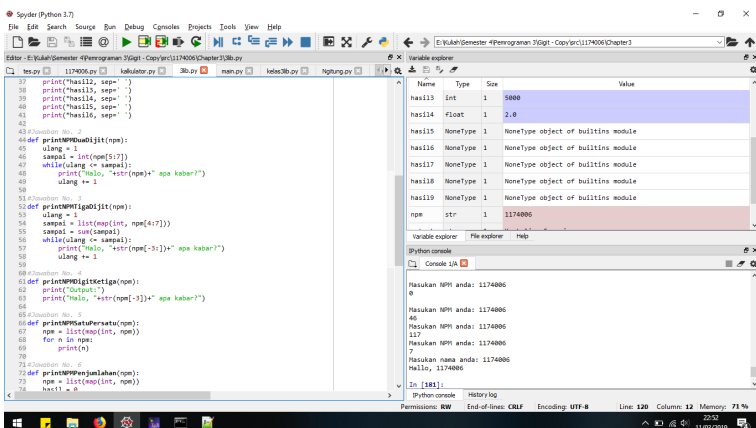 Spyder (Python 3.7)
File Edit Search Source Run Debug Consoles Projects Tools View Help
E:\Kuliah\Semester 4\Pemrograman 3\Gigit - Copy\src\1174006\Chapter3
Editor - E:\Kuliah\Semester 4\Pemrograman 3\Gigit - Copy\src\1174006\Chapter3\3lib.py
tes.py 1174006.py kalkulator.py 3lib.py main.py kelas3lib.py Ngitung.py
37 print(*hasil2, sep=' ')
38 print(*hasil3, sep=' ')
39 print(*hasil4, sep=' ')
40 print(*hasil5, sep=' ')
41 print(*hasil6, sep=' ')
42
43 #Jawaban No. 2
44 def printNPMDuaDijit(npm):
45 ulang = 1
46 sampai = int(npm[5:7])
47 while(ulang <= sampai):
48 print("Halo, "+str(npm)+" apa kabar?")
49 ulang += 1
50
51 #Jawaban No. 3
52 def printNPMTigaDijit(npm):
53 ulang = 1
54 sampai = list(map(int, npm[4:7]))
55 sampai = sum(sampai)
56 while(ulang <= sampai):
57 print("Halo, "+str(npm[-3:])+" apa kabar?")
58 ulang += 1
59
60 #Jawaban No. 4
61 def printNPMDigitKetiga(npm):
62 print("Output:")
63 print("Halo, "+str(npm[-3])+" apa kabar?")
64
65 #Jawaban No. 5
66 def printNPMSatuPersatu(npm):
67 npm = list(map(int, npm))
68 for n in npm:
69 print(n)
70
71 #Jawaban No. 6
72 def printNPMPenjumlahan(npm):
73 npm = list(map(int, npm))
74 hasil = 0
Variable explorer
Name Type Size Value
hasil3 int 1 5000
hasil4 float 1 2.0
hasil5 NoneType 1 NoneType object of builtins module
hasil6 NoneType 1 NoneType object of builtins module
hasil7 NoneType 1 NoneType object of builtins module
hasil8 NoneType 1 NoneType object of builtins module
hasil9 NoneType 1 NoneType object of builtins module
npm str 1 1174006
Variable explorer File explorer Help
IPython console
Console 1/A
Masukan NPM anda: 1174006
0
Masukan NPM anda: 1174006
46
Masukan NPM anda: 1174006
117
Masukan NPM anda: 1174006
7
Masukan nama anda: 1174006
Hallo, 1174006
In [181]:
IPython console History log
Permissions: RW End-of-lines: CRLF Encoding: UTF-8 Line: 120 Column: 12 Memory: 71 %
22:52
11/03/2019